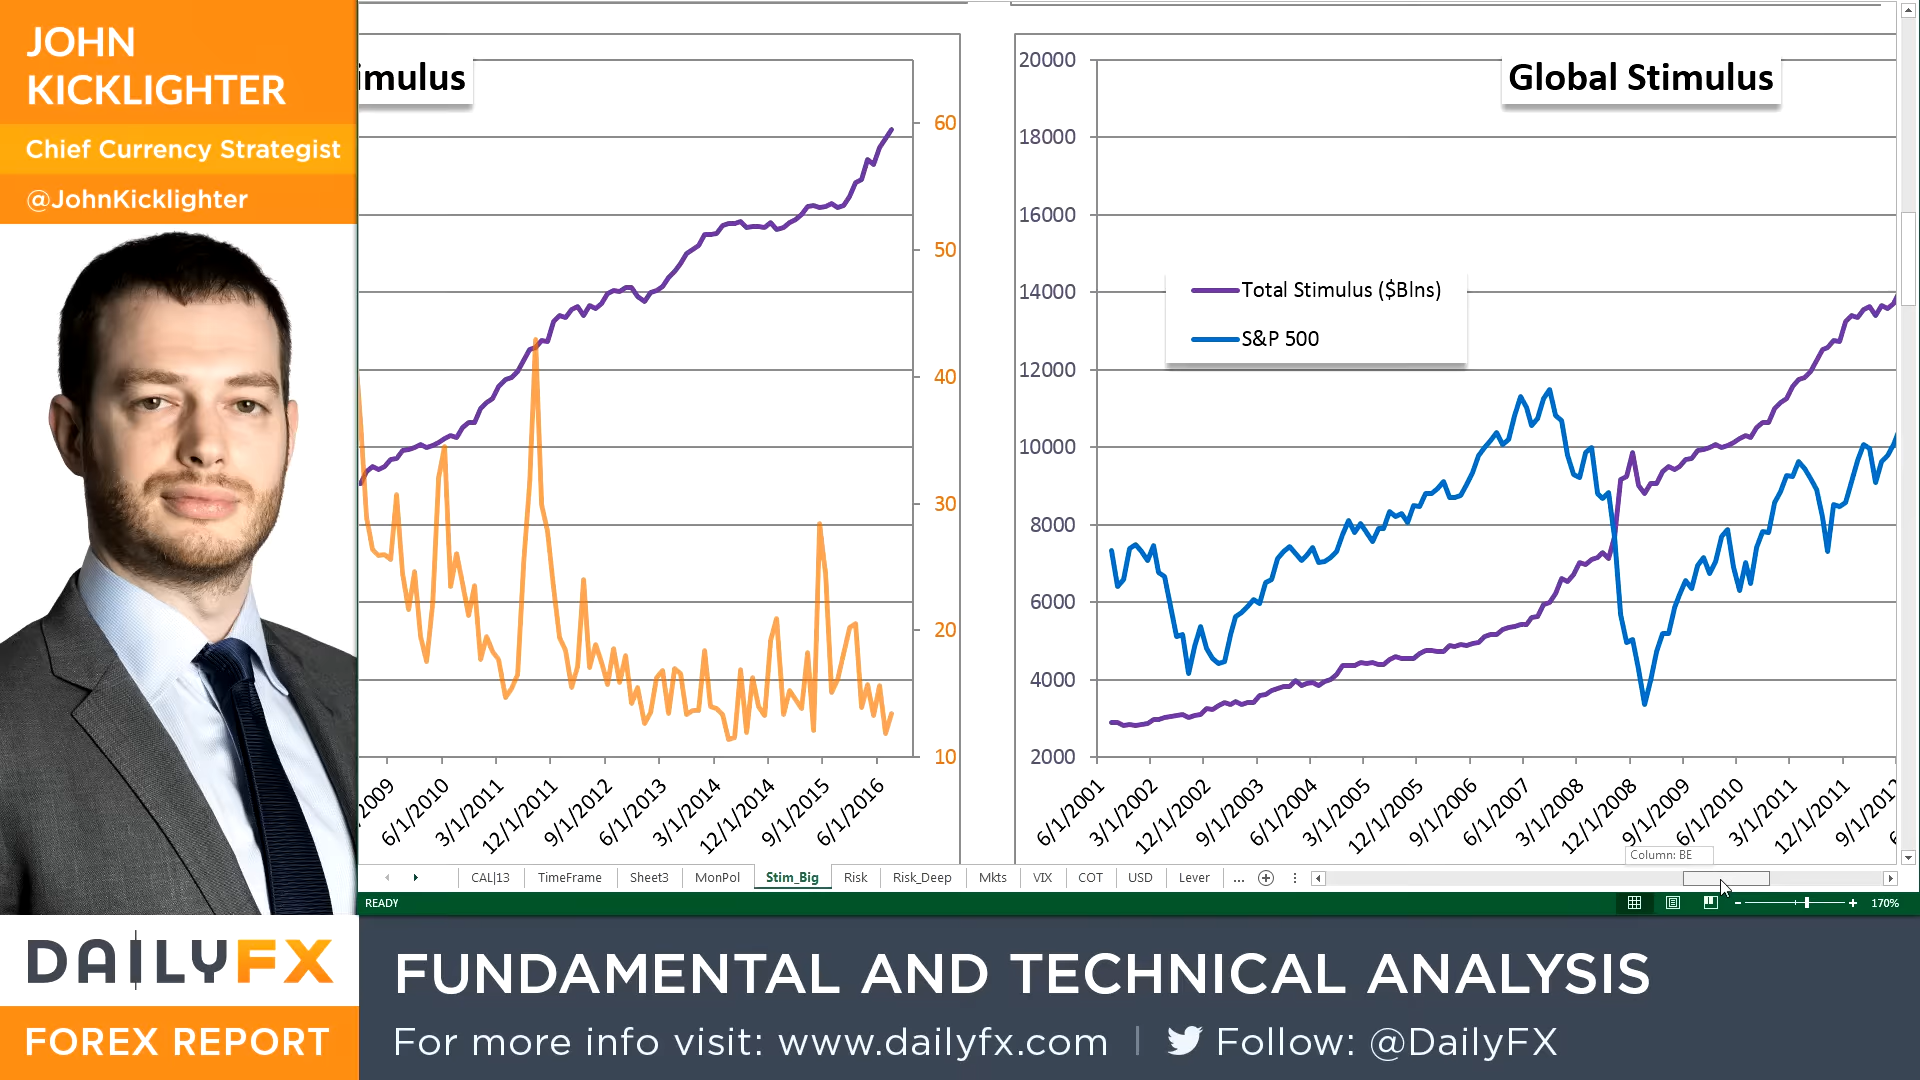 JOHN
KICKLIGHTER
Chief Currency Strategist
@JohnKicklighter
imulus
60
50
40
30
20
10
/2009
6/1/2010
3/1/2011
12/1/2011
9/1/2012
6/1/2013
3/1/2014
12/1/2014
9/1/2015
6/1/2016
Global Stimulus
20000
18000
16000
14000
12000
10000
8000
6000
4000
2000
Total Stimulus ($Blns)
S&P 500
6/1/2001
3/1/2002
12/1/2002
9/1/2003
6/1/2004
3/1/2005
12/1/2005
9/1/2006
6/1/2007
3/1/2008
12/1/2008
9/1/2009
6/1/2010
3/1/2011
12/1/2011
9/1/2012
Column: BE
CAL|13 TimeFrame Sheet3 MonPol Stim_Big Risk Risk_Deep Mkts VIX COT USD Lever ...
READY 170%
DAILYFX
FOREX REPORT
FUNDAMENTAL AND TECHNICAL ANALYSIS
For more info visit: www.dailyfx.com | Follow: @DailyFX